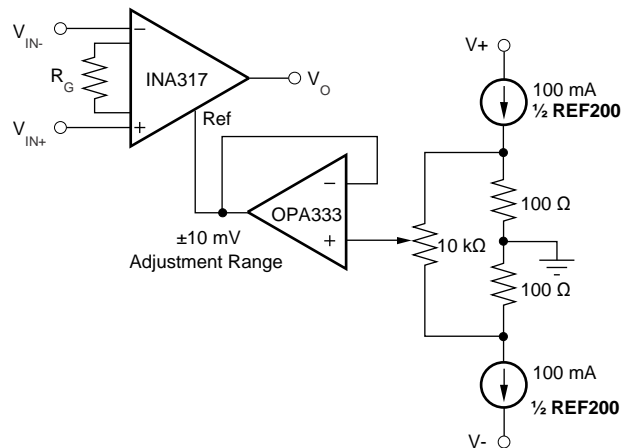 V+
V_IN-
R_G
INA317
V_O
V_IN+
Ref
100 mA
½ REF200
OPA333
100 Ω
10 kΩ
±10 mV
Adjustment Range
100 Ω
100 mA
½ REF200
V-